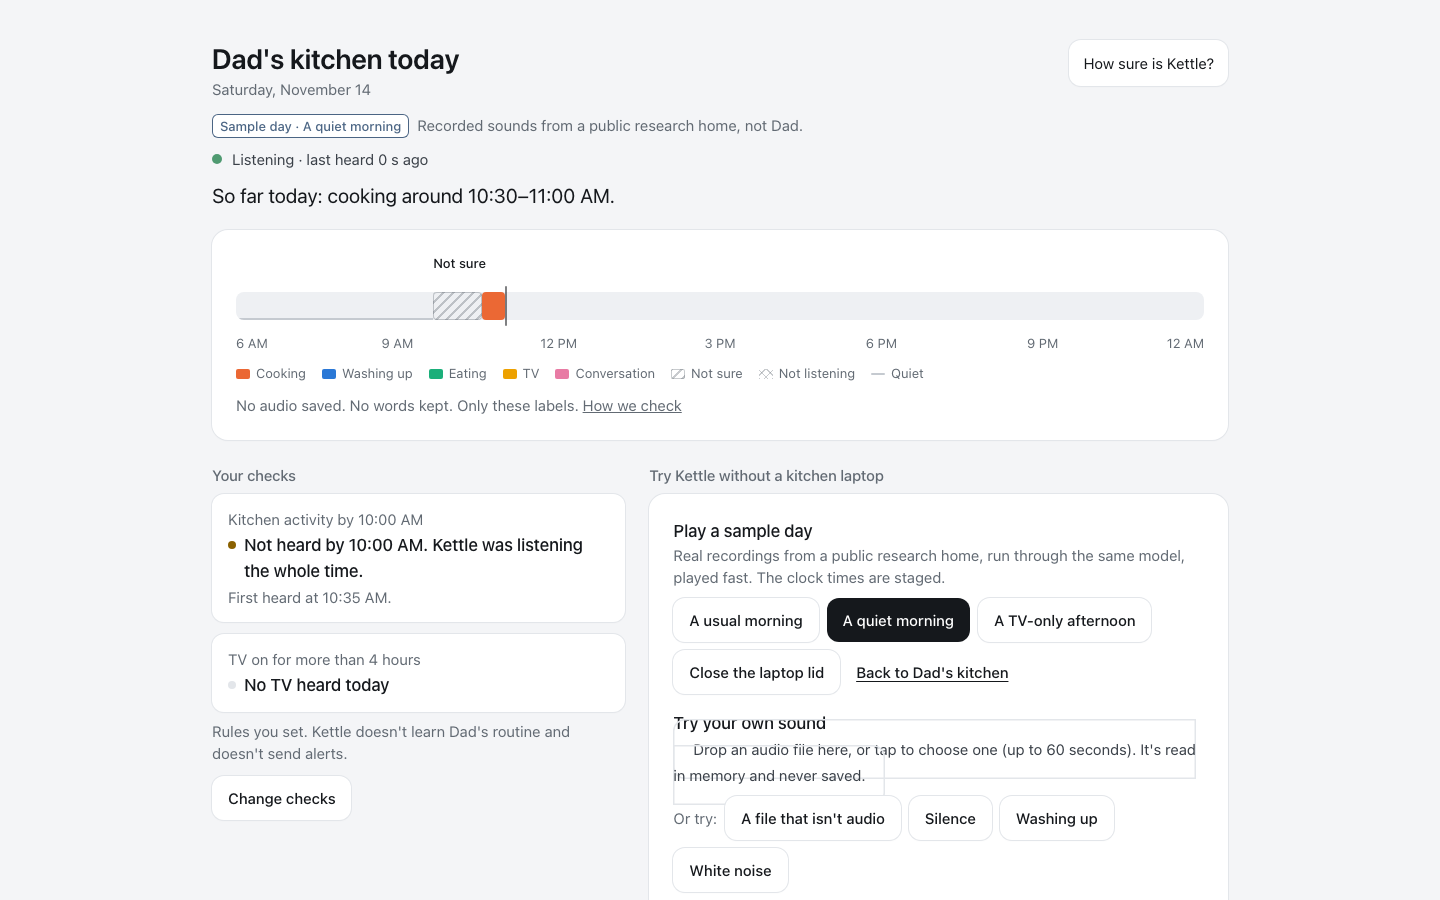 Dad's kitchen today
How sure is Kettle?
Saturday, November 14
Sample day · A quiet morning
Recorded sounds from a public research home, not Dad.
Listening · last heard 0 s ago
So far today: cooking around 10:30–11:00 AM.
Not sure
6 AM 9 AM 12 PM 3 PM 6 PM 9 PM 12 AM
Cooking Washing up Eating TV Conversation Not sure Not listening Quiet
No audio saved. No words kept. Only these labels. How we check
Your checks
Kitchen activity by 10:00 AM
Not heard by 10:00 AM. Kettle was listening
the whole time.
First heard at 10:35 AM.
TV on for more than 4 hours
No TV heard today
Rules you set. Kettle doesn't learn Dad's routine and
doesn't send alerts.
Change checks
Try Kettle without a kitchen laptop
Play a sample day
Real recordings from a public research home, run through the same model,
played fast. The clock times are staged.
A usual morning A quiet morning A TV-only afternoon
Close the laptop lid Back to Dad's kitchen
Try your own sound
Drop an audio file here, or tap to choose one (up to 60 seconds). It's read
in memory and never saved.
Or try: A file that isn't audio Silence Washing up
White noise